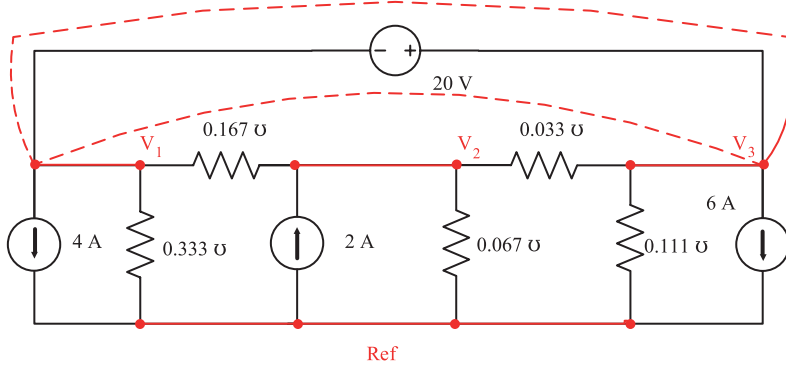 − +
20 V
V1
0.167 ℧
V2
0.033 ℧
V3
4 A
0.333 ℧
2 A
0.067 ℧
0.111 ℧
6 A
Ref